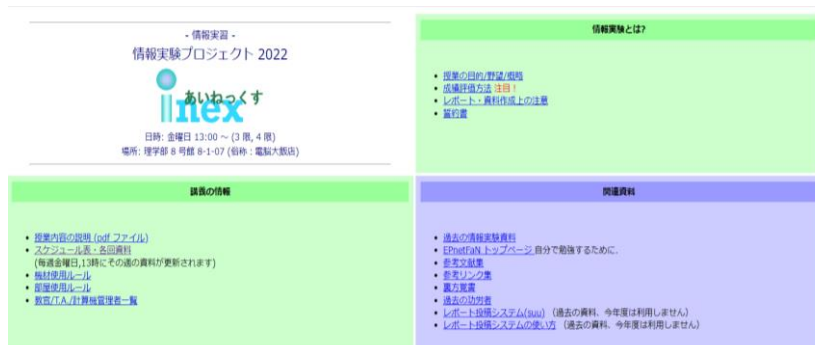 - 情報実習 -
情報実験プロジェクト 2022
あいねっくす
inex
日時: 金曜日 13:00 ～ (3 限, 4 限)
場所: 理学部 8 号館 8-1-07 (俗称：電脳大飯店)
情報実験とは?
• 授業の目的/野望/概略
• 成績評価方法 注目！
• レポート・資料作成上の注意
• 誓約書
講義の情報
• 授業内容の説明 (pdf ファイル)
• スケジュール表・各回資料
(毎週金曜日,13時にその週の資料が更新されます)
• 機材使用ルール
• 部屋使用ルール
• 教官/T.A./計算機管理者一覧
関連資料
• 過去の情報実験資料
• EPnetFaN トップページ 自分で勉強するために.
• 参考文献集
• 参考リンク集
• 裏方覚書
• 過去の功労者
• レポート投稿システム(suu) （過去の資料、今年度は利用しません）
• レポート投稿システムの使い方 （過去の資料、今年度は利用しません）